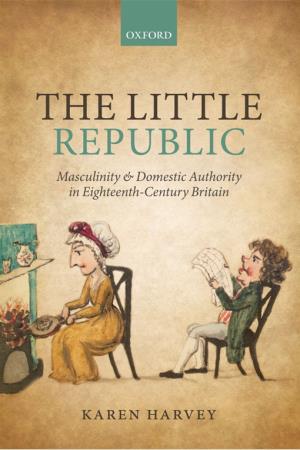 OXFORD
THE LITTLE
REPUBLIC
Masculinity & Domestic Authority
in Eighteenth-Century Britain
KAREN HARVEY